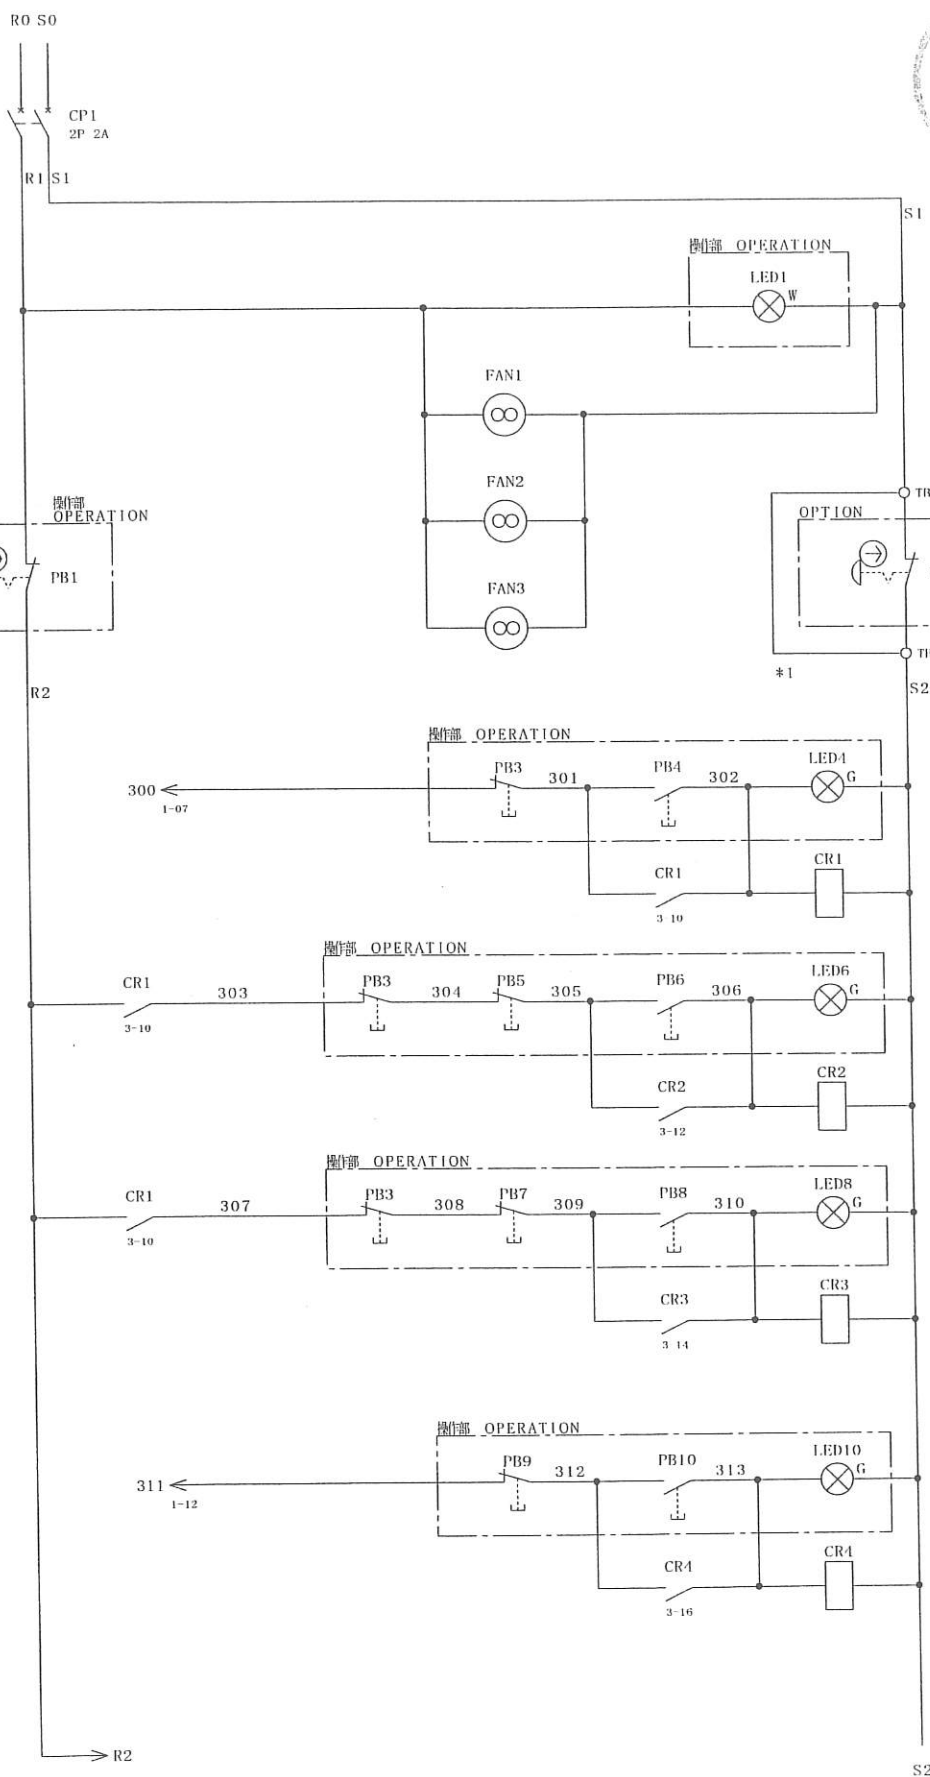 R0 S0
CP1
2P 2A
R1 S1
S1
操作部 OPERATION
LED1
W
FAN1
FAN2
操作部
OPERATION
OPTION
PB1
FAN3
*1
R2
S2
操作部 OPERATION
PB3 301 PB4 302 LED4
G
300
1-07
CR1 CR1
3-10
操作部 OPERATION
CR1 303 PB3 304 PB5 305 PB6 306 LED6
G
3-10
CR2 CR2
3-12
操作部 OPERATION
CR1 307 PB3 308 PB7 309 PB8 310 LED8
G
3-10
CR3 CR3
3-14
操作部 OPERATION
PB9 312 PB10 313 LED10
G
311
1-12
CR4 CR4
3-16
R2
S2